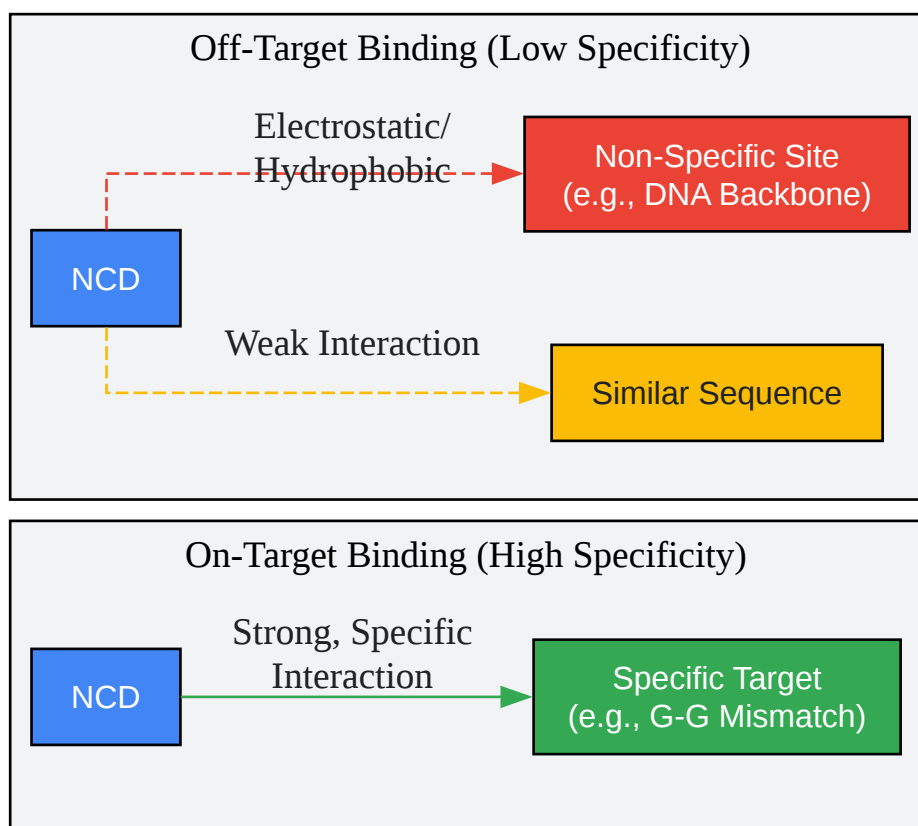 Off-Target Binding (Low Specificity)
Electrostatic/
Hydrophobic
Non-Specific Site
(e.g., DNA Backbone)
NCD
Weak Interaction
Similar Sequence
On-Target Binding (High Specificity)
Strong, Specific
Interaction
NCD
Specific Target
(e.g., G-G Mismatch)